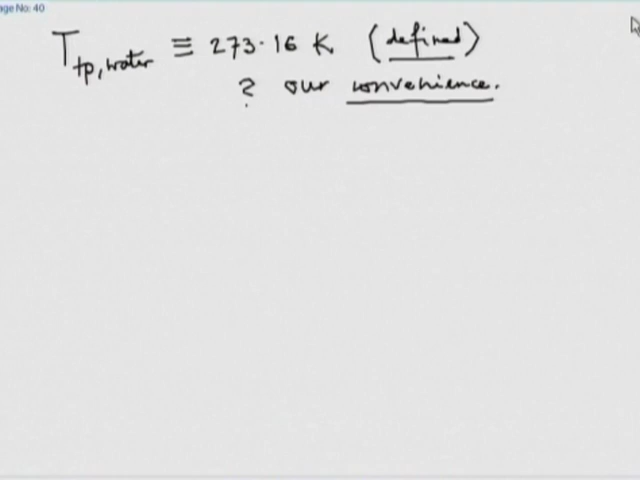 age No: 40
T_tp,water ≡ 273.16 K (defined)
? our convenience.